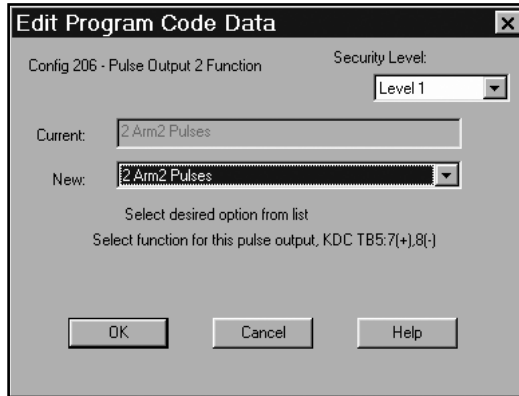 Edit Program Code Data
Config 206 - Pulse Output 2 Function
Security Level:
Level 1
Current:
2 Arm2 Pulses
New:
2 Arm2 Pulses
Select desired option from list
Select function for this pulse output, KDC TB5:7(+),8(-)
OK
Cancel
Help